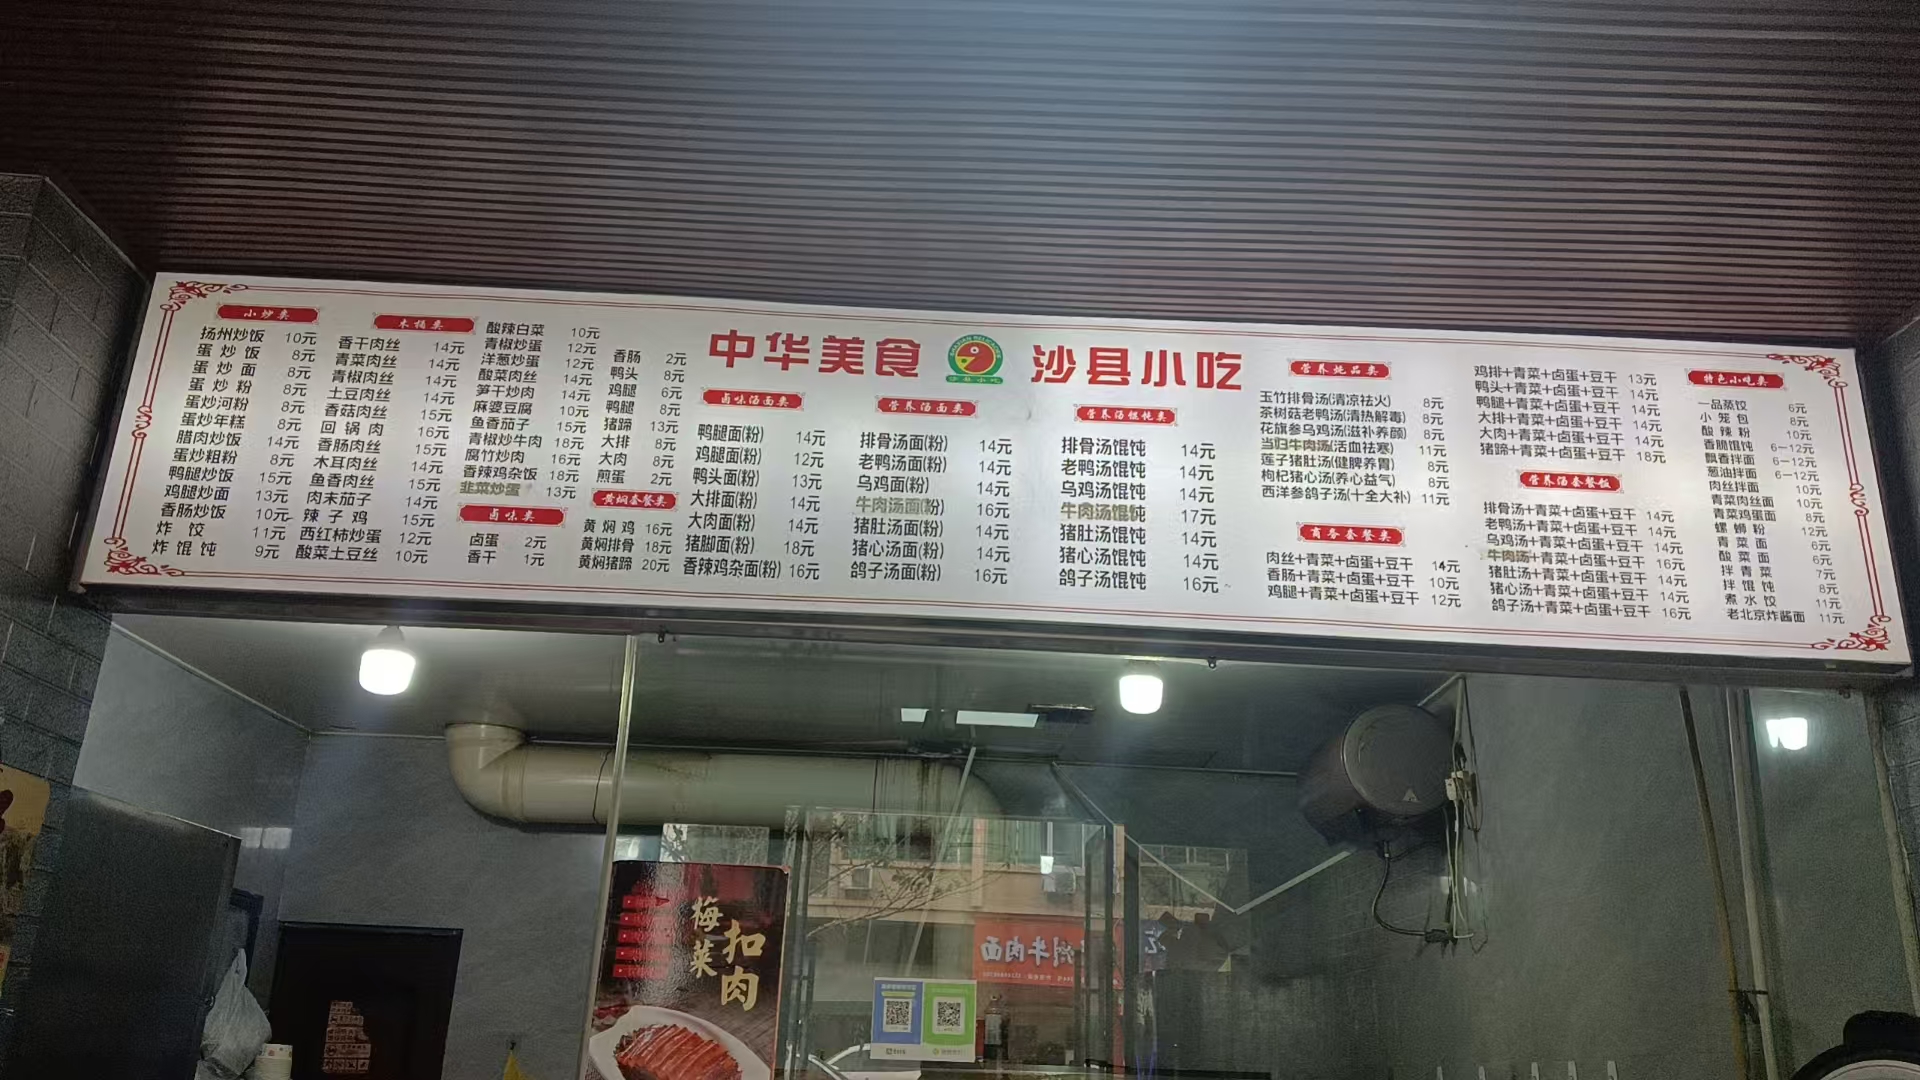 中华美食 沙县小吃
小炒类
扬州炒饭 10元
蛋炒饭 8元
蛋炒面 8元
蛋炒粉 8元
蛋炒河粉 8元
蛋炒年糕 8元
腊肉炒饭 14元
蛋炒粗粉 8元
鸭腿炒饭 15元
鸡腿炒面 13元
香肠炒饭 10元
炸饺 11元
炸馄饨 9元
木桶类
香干肉丝 14元
青菜肉丝 14元
青椒肉丝 14元
土豆肉丝 14元
香菇肉丝 15元
回锅肉 16元
香肠肉丝 15元
木耳肉丝 14元
鱼香肉丝 15元
肉末茄子 14元
辣子鸡 15元
西红柿炒蛋 12元
酸菜土豆丝 10元
酸辣白菜 10元
青椒炒蛋 12元
洋葱炒蛋 12元
酸菜肉丝 14元
笋干炒肉 14元
麻婆豆腐 10元
鱼香茄子 15元
青椒炒牛肉 18元
腐竹炒肉 16元
香辣鸡杂饭 18元
韭菜炒蛋 13元
卤味类
卤蛋 2元
香干 1元
香肠 2元
鸭头 8元
鸡腿 6元
鸭腿 8元
猪蹄 13元
大排 8元
大肉 8元
煎蛋 2元
黄焖套餐类
黄焖鸡 16元
黄焖排骨 18元
黄焖猪蹄 20元
卤味汤面类
鸭腿面(粉) 14元
鸡腿面(粉) 12元
鸭头面(粉) 13元
大排面(粉) 14元
大肉面(粉) 14元
猪脚面(粉) 18元
香辣鸡杂面(粉) 16元
营养汤面类
排骨汤面(粉) 14元
老鸭汤面(粉) 14元
乌鸡面(粉) 14元
牛肉汤面(粉) 16元
猪肚汤面(粉) 14元
猪心汤面(粉) 14元
鸽子汤面(粉) 16元
营养汤馄饨类
排骨汤馄饨 14元
老鸭汤馄饨 14元
乌鸡汤馄饨 14元
牛肉汤馄饨 17元
猪肚汤馄饨 14元
猪心汤馄饨 14元
鸽子汤馄饨 16元
营养炖品类
玉竹排骨汤(清凉祛火) 8元
茶树菇老鸭汤(清热解毒) 8元
花旗参乌鸡汤(滋补养颜) 8元
当归牛肉汤(活血祛寒) 11元
莲子猪肚汤(健脾养胃) 8元
枸杞猪心汤(养心益气) 8元
西洋参鸽子汤(十全大补) 11元
商务套餐类
肉丝+青菜+卤蛋+豆干 14元
香肠+青菜+卤蛋+豆干 10元
鸡腿+青菜+卤蛋+豆干 12元
鸡排+青菜+卤蛋+豆干 13元
鸭头+青菜+卤蛋+豆干 14元
鸭腿+青菜+卤蛋+豆干 14元
大排+青菜+卤蛋+豆干 14元
大肉+青菜+卤蛋+豆干 14元
猪蹄+青菜+卤蛋+豆干 18元
营养汤套餐饭
排骨汤+青菜+卤蛋+豆干 14元
老鸭汤+青菜+卤蛋+豆干 14元
乌鸡汤+青菜+卤蛋+豆干 14元
牛肉汤+青菜+卤蛋+豆干 16元
猪肚汤+青菜+卤蛋+豆干 14元
猪心汤+青菜+卤蛋+豆干 14元
鸽子汤+青菜+卤蛋+豆干 16元
特色小吃类
一品蒸饺 6元
小笼包 8元
酸辣粉 10元
香脆馄饨 6-12元
飘香拌面 6-12元
葱油拌面 6-12元
肉丝拌面 10元
青菜肉丝面 10元
青菜鸡蛋面 8元
螺蛳粉 12元
青菜面 6元
酸菜面 6元
拌青菜 7元
拌馄饨 8元
煮水饺 11元
老北京炸酱面 11元
梅菜
扣肉
牛肉面